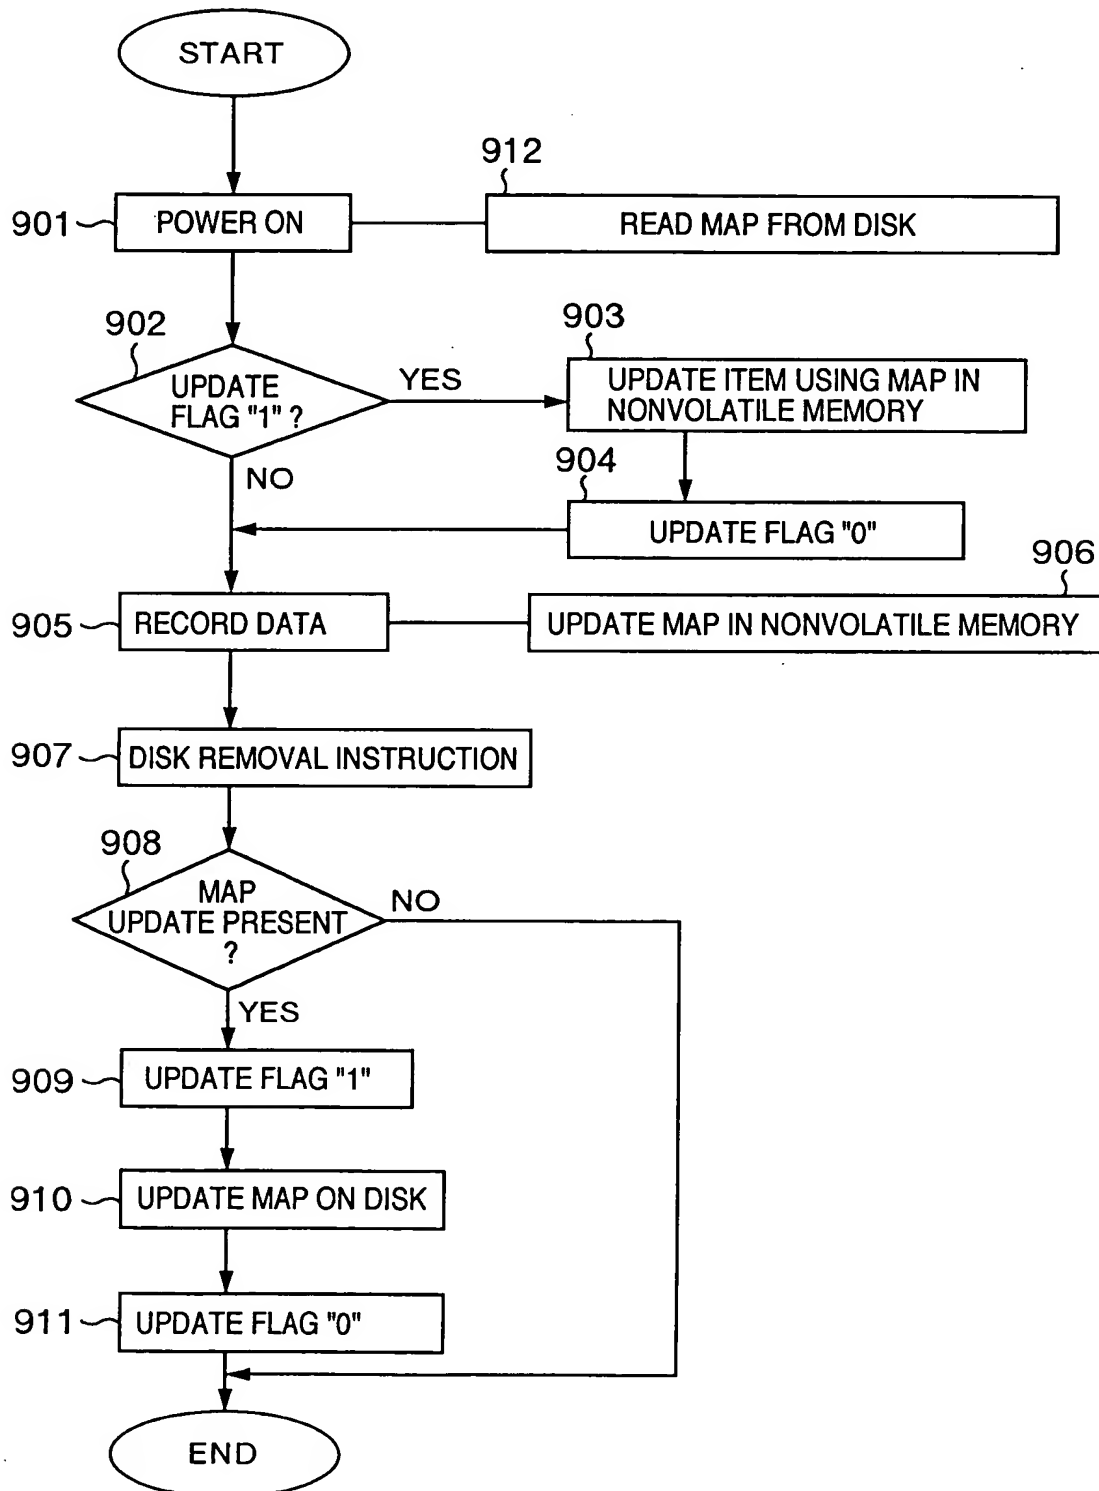 START
912
901
POWER ON
READ MAP FROM DISK
902
903
UPDATE
FLAG "1" ?
YES
UPDATE ITEM USING MAP IN
NONVOLATILE MEMORY
NO
904
UPDATE FLAG "0"
906
905
RECORD DATA
UPDATE MAP IN NONVOLATILE MEMORY
907
DISK REMOVAL INSTRUCTION
908
MAP
UPDATE PRESENT
?
NO
YES
909
UPDATE FLAG "1"
910
UPDATE MAP ON DISK
911
UPDATE FLAG "0"
END